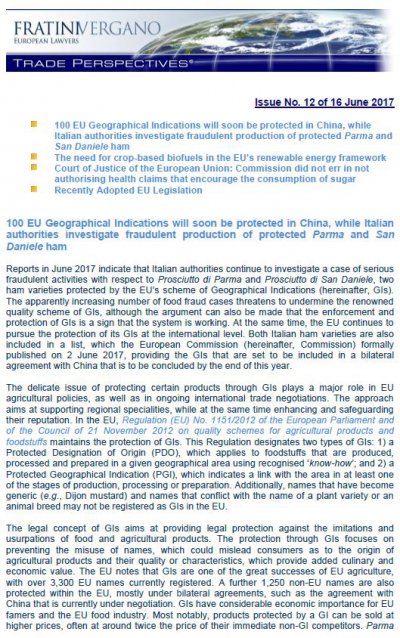 FRATINIVERGANO
EUROPEAN LAWYERS
TRADE PERSPECTIVES®
Issue No. 12 of 16 June 2017
100 EU Geographical Indications will soon be protected in China, while
Italian authorities investigate fraudulent production of protected Parma and
San Daniele ham
The need for crop-based biofuels in the EU's renewable energy framework
Court of Justice of the European Union: Commission did not err in not
authorising health claims that encourage the consumption of sugar
Recently Adopted EU Legislation
100 EU Geographical Indications will soon be protected in China, while Italian
authorities investigate fraudulent production of protected Parma and San
Daniele ham
Reports in June 2017 indicate that Italian authorities continue to investigate a case of serious
fraudulent activities with respect to Prosciutto di Parma and Prosciutto di San Daniele, two
ham varieties protected by the EU's scheme of Geographical Indications (hereinafter, GIs).
The apparently increasing number of food fraud cases threatens to undermine the renowned
quality scheme of GIs, although the argument can also be made that the enforcement and
protection of GIs is a sign that the system is working. At the same time, the EU continues to
pursue the protection of its GIs at the international level. Both Italian ham varieties are also
included in a list, which the European Commission (hereinafter, Commission) formally
published on 2 June 2017, providing the GIs that are set to be included in a bilateral
agreement with China that is to be concluded by the end of this year.
The delicate issue of protecting certain products through GIs plays a major role in EU
agricultural policies, as well as in ongoing international trade negotiations. The approach
aims at supporting regional specialities, while at the same time enhancing and safeguarding
their reputation. In the EU, Regulation (EU) No. 1151/2012 of the European Parliament and
of the Council of 21 November 2012 on quality schemes for agricultural products and
foodstuffs maintains the protection of GIs. This Regulation designates two types of GIs: 1) a
Protected Designation of Origin (PDO), which applies to foodstuffs that are produced,
processed and prepared in a given geographical area using recognised 'know-how'; and 2) a
Protected Geographical Indication (PGI), which indicates a link with the area in at least one
of the stages of production, processing or preparation. Additionally, names that have become
generic (e.g., Dijon mustard) and names that conflict with the name of a plant variety or an
animal breed may not be registered as GIs in the EU.
The legal concept of GIs aims at providing legal protection against the imitations and
usurpations of food and agricultural products. The protection through GIs focuses on
preventing the misuse of names, which could mislead consumers as to the origin of
agricultural products and their quality or characteristics, which provide added culinary and
economic value. The EU notes that GIs are one of the great successes of EU agriculture,
with over 3,300 EU names currently registered. A further 1,250 non-EU names are also
protected within the EU, mostly under bilateral agreements, such as the agreement with
China that is currently under negotiation. GIs have considerable economic importance for EU
famers and the EU food industry. Most notably, products protected by a GI can be sold at
higher prices, often at around twice the price of their immediate non-GI competitors. Parma